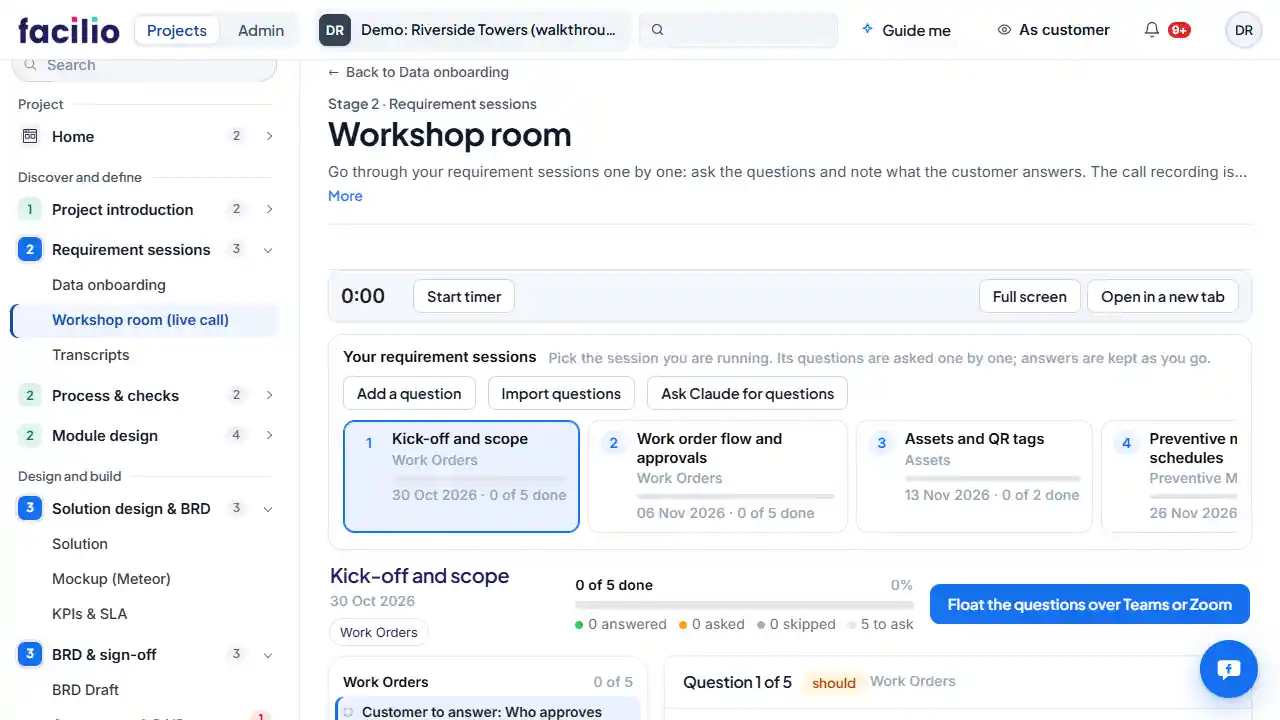 facilio
Projects
Admin
DR
Demo: Riverside Towers (walkthrou...
Guide me
As customer
9+
DR
Search
Project
Home 2
Discover and define
1 Project introduction 2
2 Requirement sessions 3
Data onboarding
Workshop room (live call)
Transcripts
2 Process & checks 2
2 Module design 4
Design and build
3 Solution design & BRD 3
Solution
Mockup (Meteor)
KPIs & SLA
3 BRD & sign-off 3
BRD Draft
1
← Back to Data onboarding
Stage 2 · Requirement sessions
Workshop room
Go through your requirement sessions one by one: ask the questions and note what the customer answers. The call recording is...
More
0:00
Start timer
Full screen
Open in a new tab
Your requirement sessions Pick the session you are running. Its questions are asked one by one; answers are kept as you go.
Add a question
Import questions
Ask Claude for questions
1 Kick-off and scope
Work Orders
30 Oct 2026 · 0 of 5 done
2 Work order flow and
approvals
Work Orders
06 Nov 2026 · 0 of 5 done
3 Assets and QR tags
Assets
13 Nov 2026 · 0 of 2 done
4 Preventive m
schedules
Preventive M
26 Nov 2026
Kick-off and scope
30 Oct 2026
Work Orders
0 of 5 done 0%
0 answered 0 asked 0 skipped 5 to ask
Float the questions over Teams or Zoom
Work Orders 0 of 5
Customer to answer: Who approves
Question 1 of 5 should Work Orders